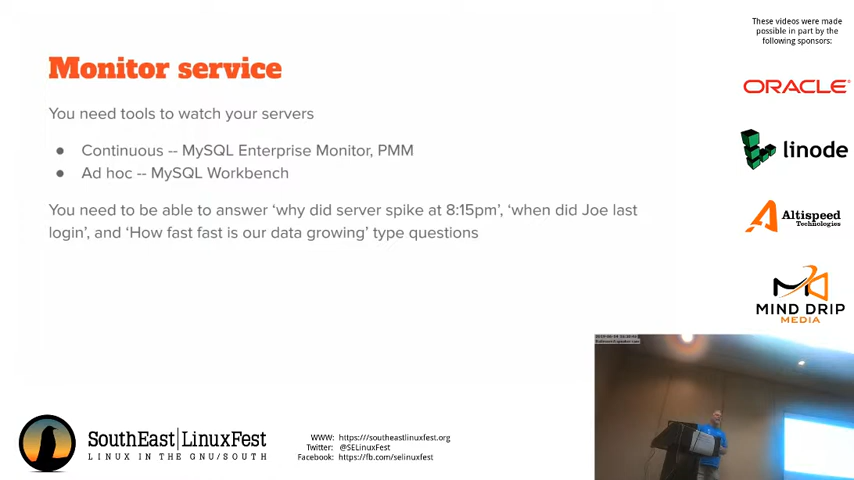 Monitor service
You need tools to watch your servers
● Continuous -- MySQL Enterprise Monitor, PMM
● Ad hoc -- MySQL Workbench
You need to be able to answer ‘why did server spike at 8:15pm’, ‘when did Joe last
login’, and ‘How fast fast is our data growing’ type questions
These videos were made
possible in part by the
following sponsors:
ORACLE®
linode
Altispeed
Technologies
MIND DRIP
MEDIA
SouthEast|LinuxFest
LINUX IN THE GNU/SOUTH
WWW: https:///southeastlinuxfest.org
Twitter: @SELinuxFest
Facebook: https://fb.com/selinuxfest